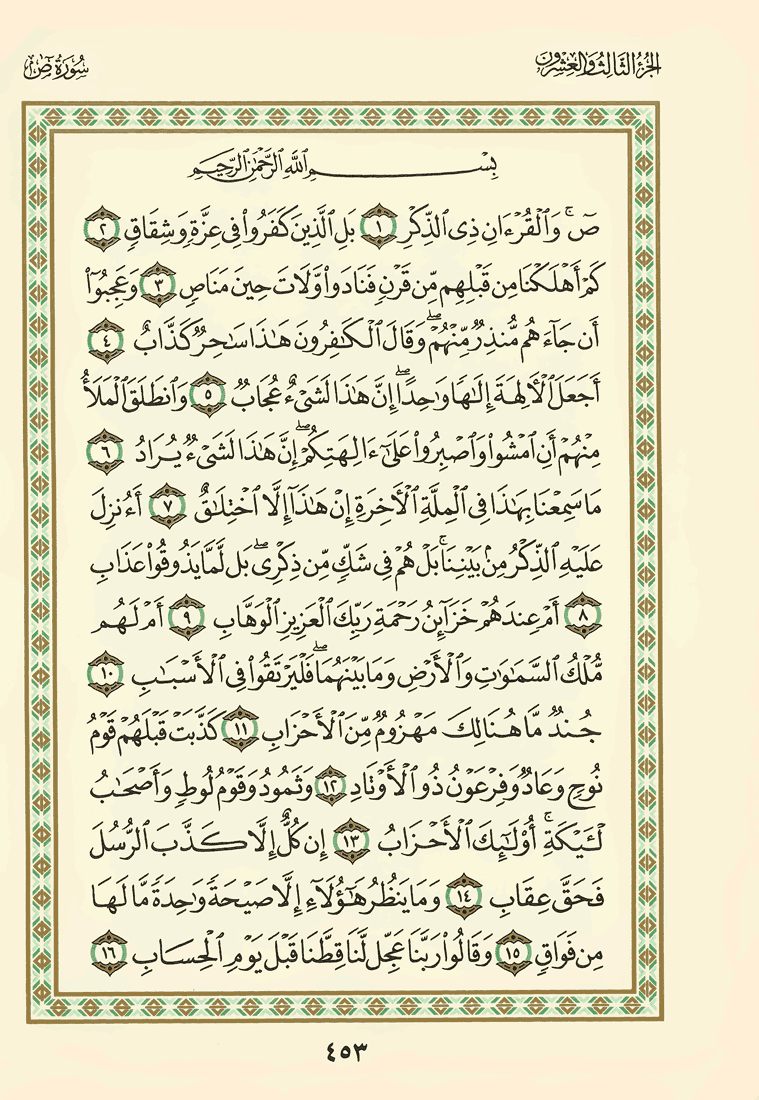 الجزء الثالث والعشرون
سورة ص
بِسْمِ ٱللَّهِ ٱلرَّحْمَٰنِ ٱلرَّحِيمِ
صٓ ۚ وَٱلْقُرْءَانِ ذِى ٱلذِّكْرِ ١ بَلِ ٱلَّذِينَ كَفَرُوا۟ فِى عِزَّةٍ وَشِقَاقٍ ٢
كَمْ أَهْلَكْنَا مِن قَبْلِهِم مِّن قَرْنٍ فَنَادَوا۟ وَّلَاتَ حِينَ مَنَاصٍ ٣ وَعَجِبُوٓا۟
أَن جَآءَهُم مُّنذِرٌ مِّنْهُمْ ۖ وَقَالَ ٱلْكَٰفِرُونَ هَٰذَا سَٰحِرٌ كَذَّابٌ ٤
أَجَعَلَ ٱلْءَالِهَةَ إِلَٰهًا وَٰحِدًا ۖ إِنَّ هَٰذَا لَشَىْءٌ عُجَابٌ ٥ وَٱنطَلَقَ ٱلْمَلَأُ
مِنْهُمْ أَنِ ٱمْشُوا۟ وَٱصْبِرُوا۟ عَلَىٰٓ ءَالِهَتِكُمْ ۖ إِنَّ هَٰذَا لَشَىْءٌ يُرَادُ ٦
مَا سَمِعْنَا بِهَٰذَا فِى ٱلْمِلَّةِ ٱلْءَاخِرَةِ إِنْ هَٰذَآ إِلَّا ٱخْتِلَٰقٌ ٧ أَءُنزِلَ
عَلَيْهِ ٱلذِّكْرُ مِنۢ بَيْنِنَا ۚ بَلْ هُمْ فِى شَكٍّ مِّن ذِكْرِى ۖ بَل لَّمَّا يَذُوقُوا۟ عَذَابِ
٨ أَمْ عِندَهُمْ خَزَآئِنُ رَحْمَةِ رَبِّكَ ٱلْعَزِيزِ ٱلْوَهَّابِ ٩ أَمْ لَهُم
مُّلْكُ ٱلسَّمَٰوَٰتِ وَٱلْأَرْضِ وَمَا بَيْنَهُمَا ۖ فَلْيَرْتَقُوا۟ فِى ٱلْأَسْبَٰبِ ١٠
جُندٌ مَّا هُنَالِكَ مَهْزُومٌ مِّنَ ٱلْأَحْزَابِ ١١ كَذَّبَتْ قَبْلَهُمْ قَوْمُ
نُوحٍ وَعَادٌ وَفِرْعَوْنُ ذُو ٱلْأَوْتَادِ ١٢ وَثَمُودُ وَقَوْمُ لُوطٍ وَأَصْحَٰبُ
لْـَٔيْكَةِ ۚ أُو۟لَٰٓئِكَ ٱلْأَحْزَابُ ١٣ إِن كُلٌّ إِلَّا كَذَّبَ ٱلرُّسُلَ
فَحَقَّ عِقَابِ ١٤ وَمَا يَنظُرُ هَٰٓؤُلَآءِ إِلَّا صَيْحَةً وَٰحِدَةً مَّا لَهَا
مِن فَوَاقٍ ١٥ وَقَالُوا۟ رَبَّنَا عَجِّل لَّنَا قِطَّنَا قَبْلَ يَوْمِ ٱلْحِسَابِ ١٦
٤٥٣